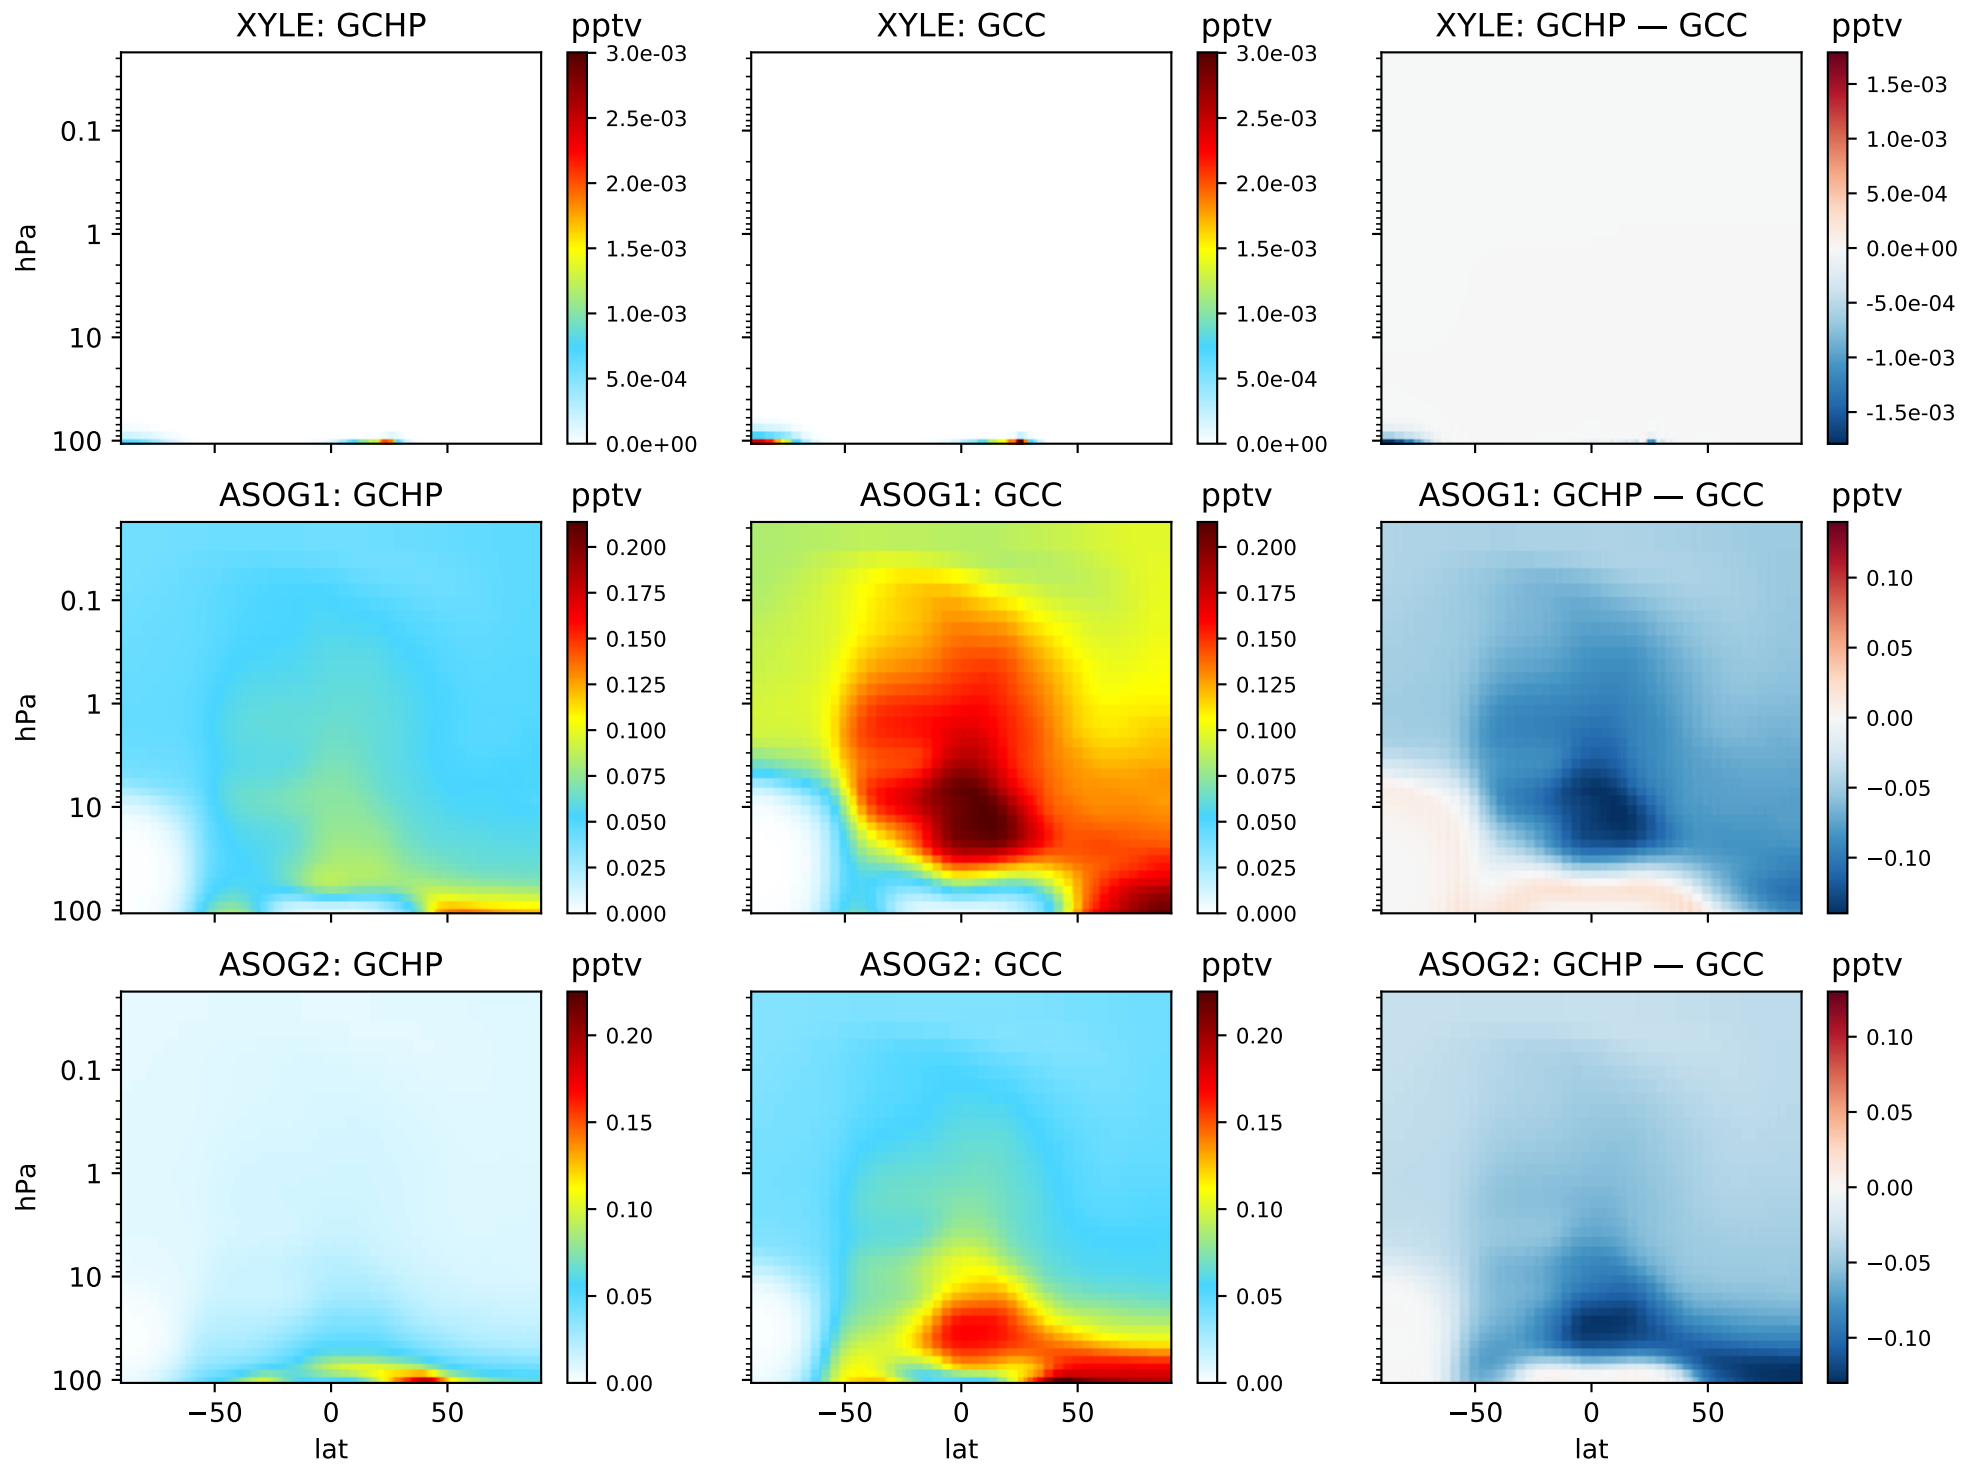 XYLE: GCHP
pptv
XYLE: GCC
pptv
XYLE: GCHP — GCC
pptv
hPa
0.1
1
10
100
3.0e-03
2.5e-03
2.0e-03
1.5e-03
1.0e-03
5.0e-04
0.0e+00
3.0e-03
2.5e-03
2.0e-03
1.5e-03
1.0e-03
5.0e-04
0.0e+00
1.5e-03
1.0e-03
5.0e-04
0.0e+00
-5.0e-04
-1.0e-03
-1.5e-03
ASOG1: GCHP
pptv
ASOG1: GCC
pptv
ASOG1: GCHP — GCC
pptv
hPa
0.1
1
10
100
0.200
0.175
0.150
0.125
0.100
0.075
0.050
0.025
0.000
0.200
0.175
0.150
0.125
0.100
0.075
0.050
0.025
0.000
0.10
0.05
0.00
−0.05
−0.10
ASOG2: GCHP
pptv
ASOG2: GCC
pptv
ASOG2: GCHP — GCC
pptv
hPa
0.1
1
10
100
0.20
0.15
0.10
0.05
0.00
0.20
0.15
0.10
0.05
0.00
0.10
0.05
0.00
−0.05
−0.10
−50 0 50
−50 0 50
−50 0 50
lat
lat
lat